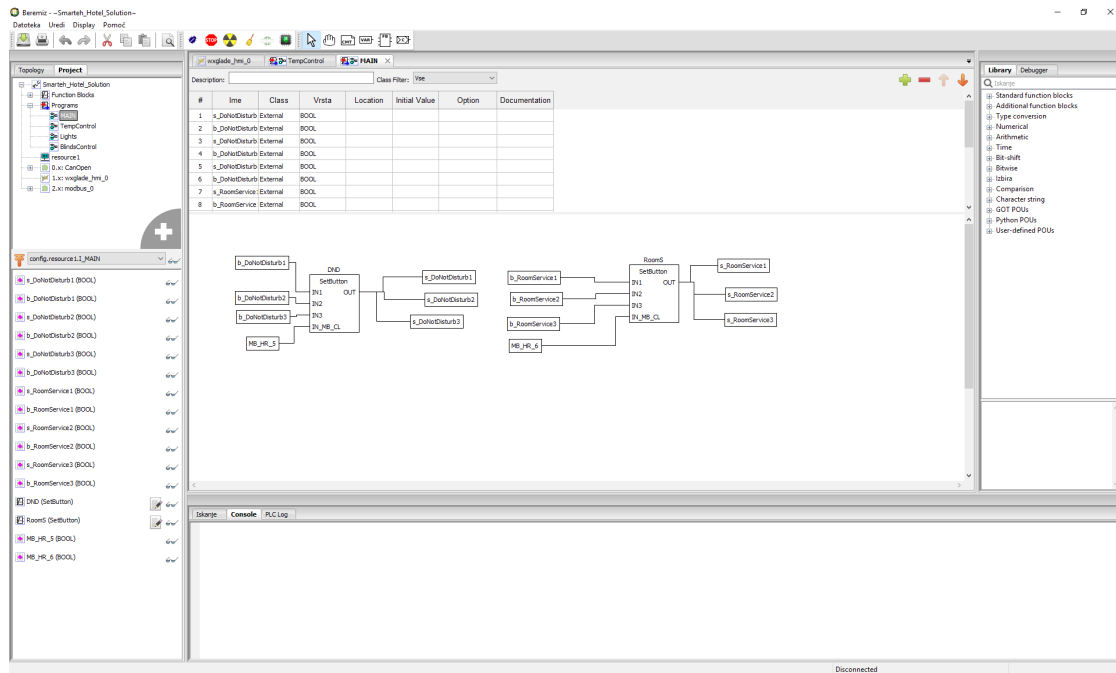 Beremiz - ~Smarteh_Hotel_Solution~
Datoteka Uredi Display Pomoč
Topology Project
Smarteh_Hotel_Solution
Function Blocks
Programs
MAIN
TempControl
Lights
BlindsControl
resource1
0.x: CanOpen
1.x: wxglade_hmi_0
2.x: modbus_0
config.resource1.I_MAIN
s_DoNotDisturb1 (BOOL)
b_DoNotDisturb1 (BOOL)
s_DoNotDisturb2 (BOOL)
b_DoNotDisturb2 (BOOL)
s_DoNotDisturb3 (BOOL)
b_DoNotDisturb3 (BOOL)
s_RoomService1 (BOOL)
b_RoomService1 (BOOL)
s_RoomService2 (BOOL)
b_RoomService2 (BOOL)
s_RoomService3 (BOOL)
b_RoomService3 (BOOL)
DND (SetButton)
RoomS (SetButton)
MB_HR_5 (BOOL)
MB_HR_6 (BOOL)
wxglade_hmi_0 TempControl MAIN
Description: Class Filter: Vse
# Ime Class Vrsta Location Initial Value Option Documentation
1 s_DoNotDisturb External BOOL
2 b_DoNotDisturb External BOOL
3 s_DoNotDisturb External BOOL
4 b_DoNotDisturb External BOOL
5 s_DoNotDisturb External BOOL
6 b_DoNotDisturb External BOOL
7 s_RoomService External BOOL
8 b_RoomService External BOOL
b_DoNotDisturb1
b_DoNotDisturb2
b_DoNotDisturb3
MB_HR_5
DND
SetButton
IN1 OUT
IN2
IN3
IN_MB_CL
s_DoNotDisturb1
s_DoNotDisturb2
s_DoNotDisturb3
b_RoomService1
b_RoomService2
b_RoomService3
MB_HR_6
RoomS
SetButton
IN1 OUT
IN2
IN3
IN_MB_CL
s_RoomService1
s_RoomService2
s_RoomService3
Iskanje Console PLC Log
Library Debugger
Iskanje
Standard function blocks
Additional function blocks
Type conversion
Numerical
Arithmetic
Time
Bit-shift
Bitwise
Izbira
Comparison
Character string
GOT POUs
Python POUs
User-defined POUs
Disconnected